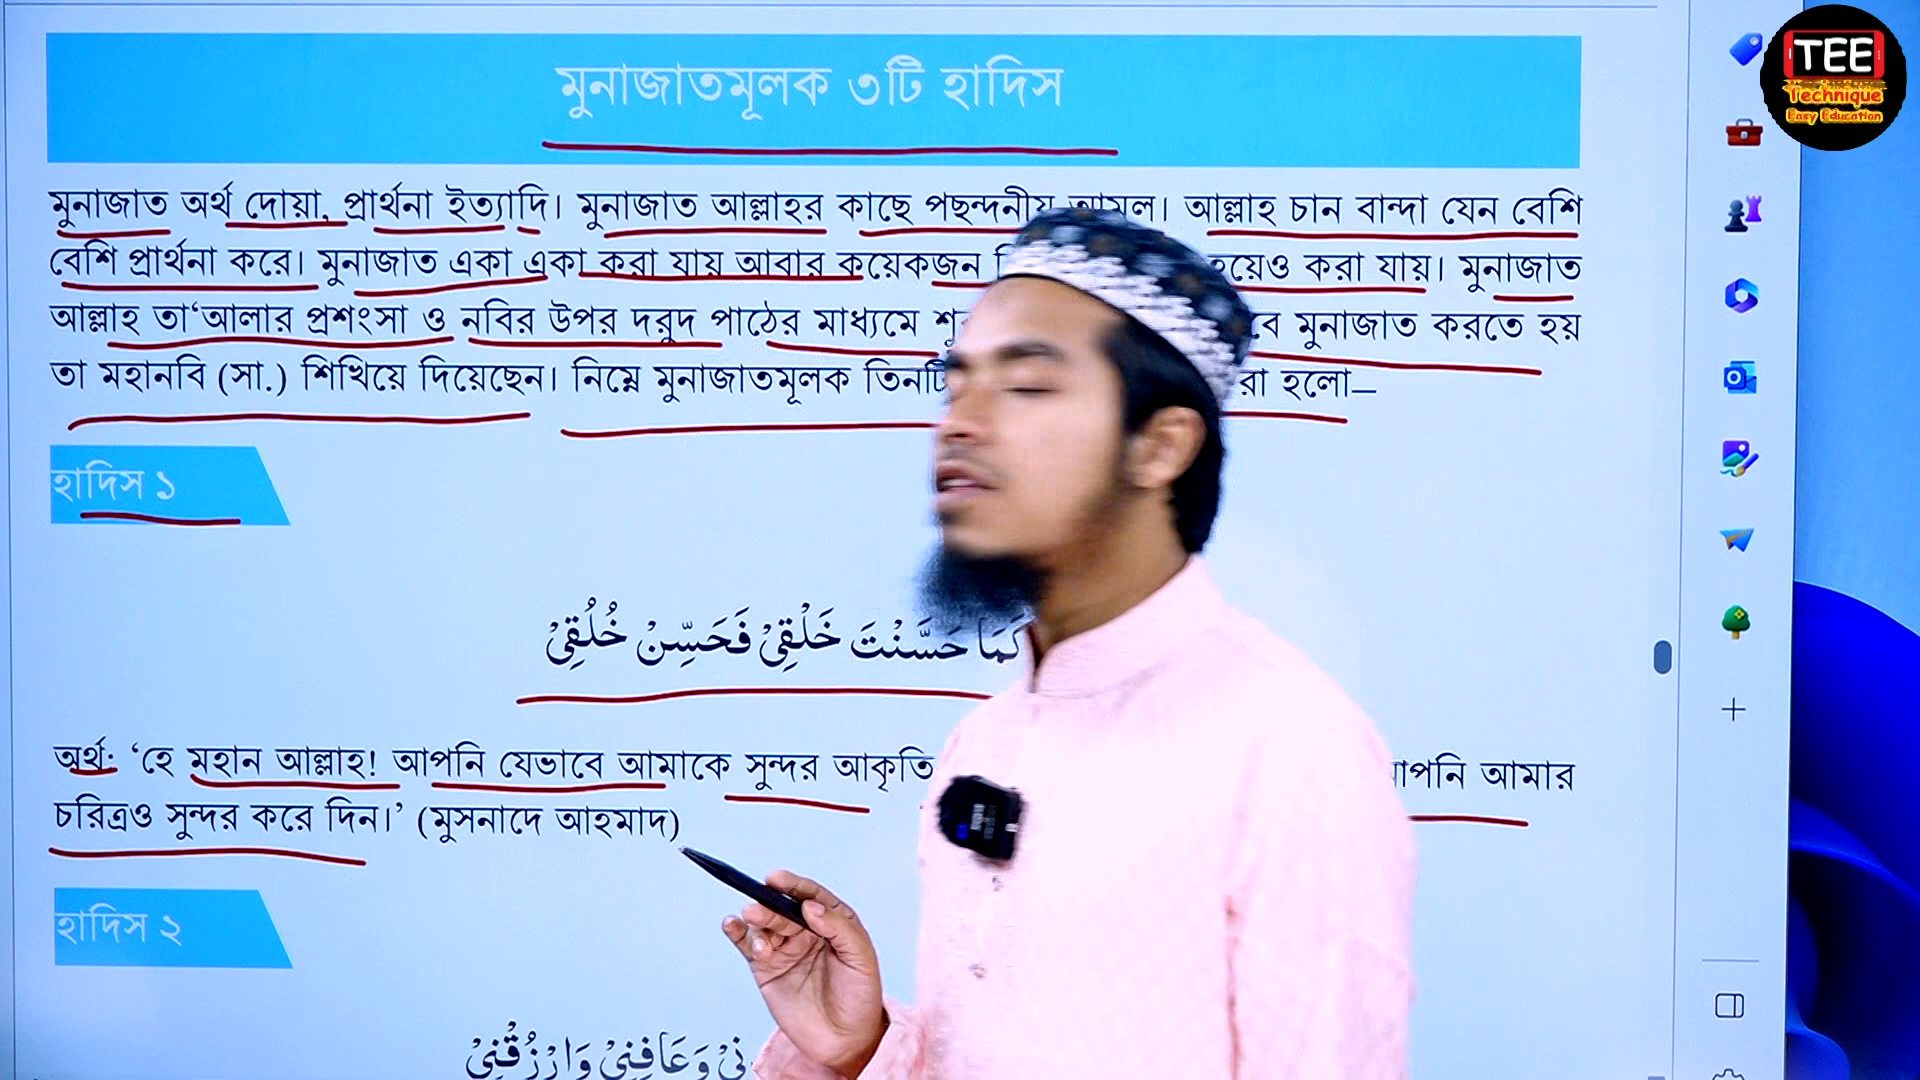 মুনাজাতমূলক ৩টি হাদিস
মুনাজাত অর্থ দোয়া, প্রার্থনা ইত্যাদি। মুনাজাত আল্লাহর কাছে পছন্দনীয় আমল। আল্লাহ চান বান্দা যেন বেশি
বেশি প্রার্থনা করে। মুনাজাত একা একা করা যায় আবার কয়েকজন হয়েও করা যায়। মুনাজাত
আল্লাহ তা‘আলার প্রশংসা ও নবির উপর দরুদ পাঠের মাধ্যমে মুনাজাত করতে হয়
তা মহানবি (সা.) শিখিয়ে দিয়েছেন। নিম্নে মুনাজাতমূলক হলো–
হাদিস ১
كَمَا حَسَّنْتَ خَلْقِيْ فَحَسِّنْ خُلُقِيْ
অর্থ: ‘হে মহান আল্লাহ! আপনি যেভাবে আমাকে সুন্দর আকৃতি আপনি আমার
চরিত্রও সুন্দর করে দিন।’ (মুসনাদে আহমাদ)
হাদিস ২
وَعَافِنِيْ وَارْزُقْنِيْ
TEE
Technique
Easy Education